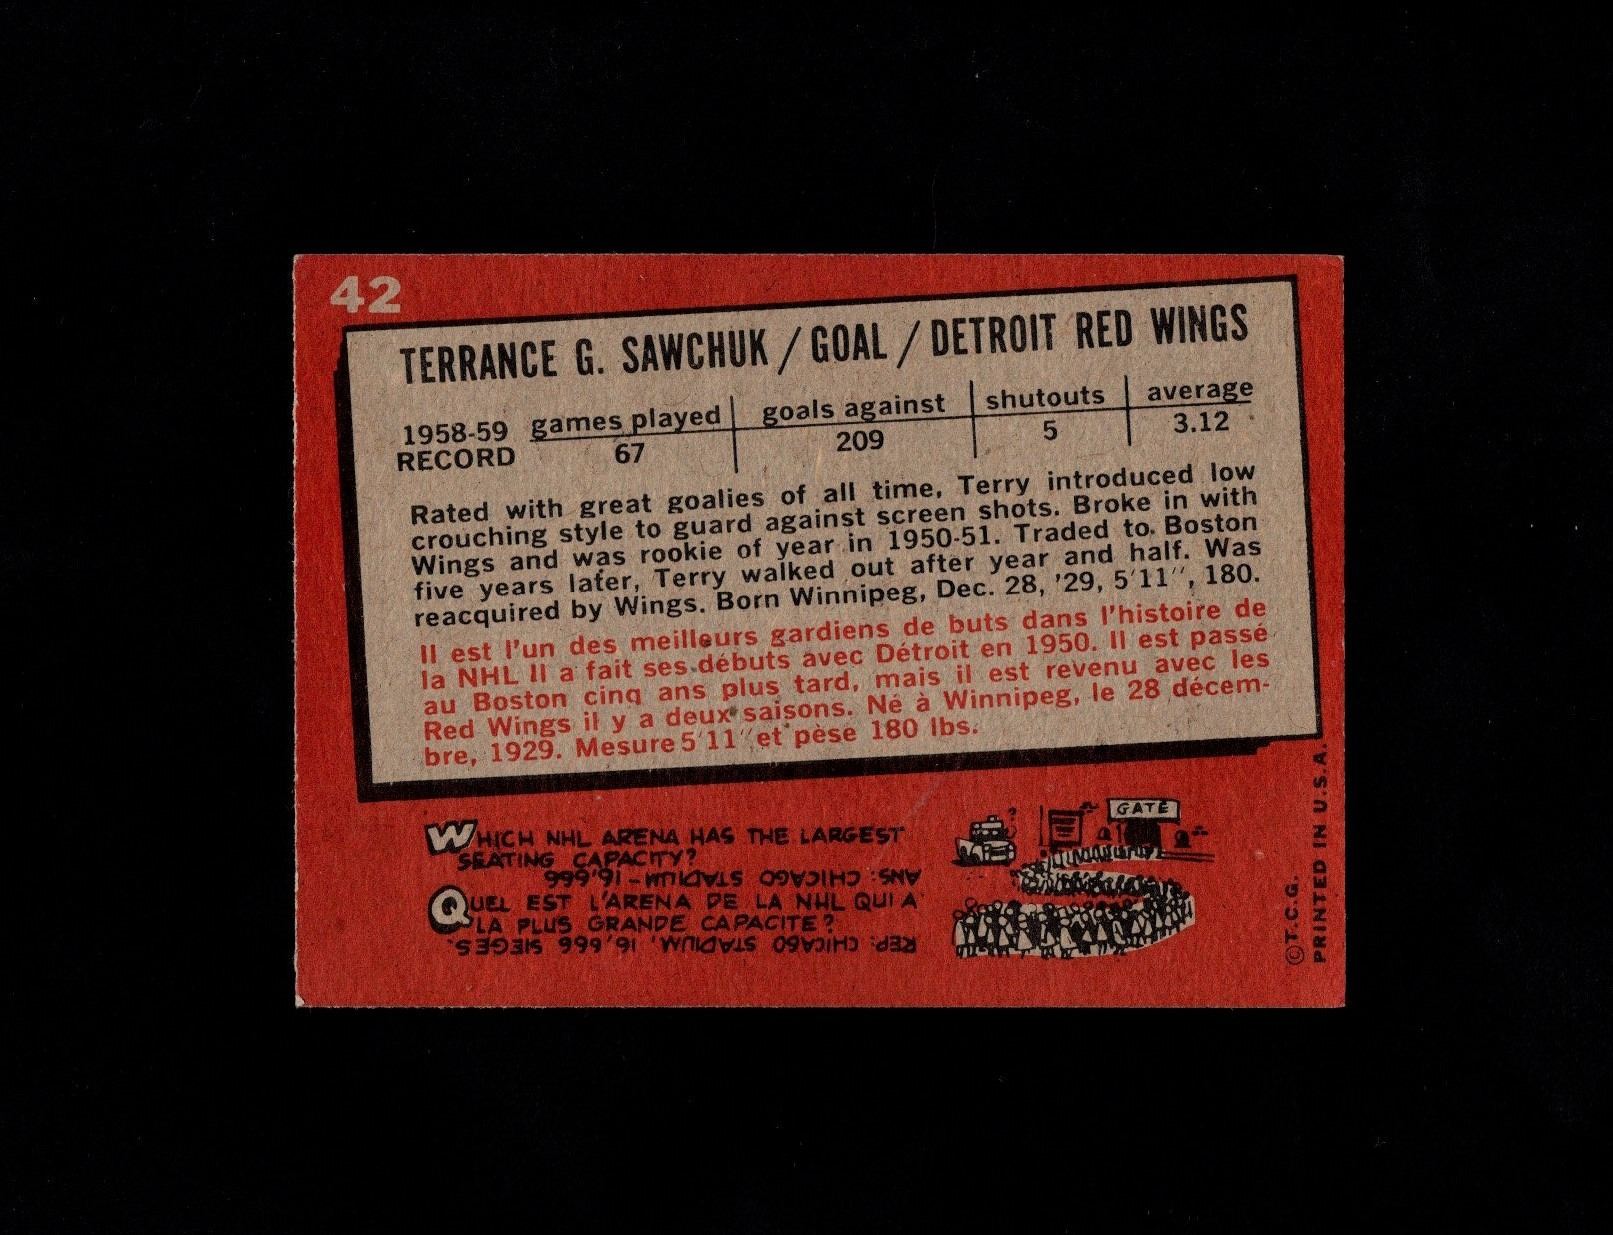 42
TERRANCE G. SAWCHUK / GOAL / DETROIT RED WINGS
1958-59 RECORD games played goals against shutouts average
67 209 5 3.12
Rated with great goalies of all time, Terry introduced low
crouching style to guard against screen shots. Broke in with
Wings and was rookie of year in 1950-51. Traded to. Boston
five years later, Terry walked out after year and half. Was
reacquired by Wings. Born Winnipeg, Dec. 28, '29, 5'11", 180.
Il est l'un des meilleurs gardiens de buts dans l'histoire de
la NHL Il a fait ses débuts avec Détroit en 1950. Il est passé
au Boston cinq ans plus tard, mais il est revenu avec les
Red Wings il y a deux saisons. Né à Winnipeg, le 28 décem-
bre, 1929. Mesure 5'11" et pèse 180 lbs.
WHICH NHL ARENA HAS THE LARGEST
SEATING CAPACITY?
ANS: CHICAGO STADIUM - 16,666
QUEL EST L'ARENA DE LA NHL QUI A
LA PLUS GRANDE CAPACITE?
REP: CHICAGO STADIUM, 16,666 SIEGES.
GATE
©T.C.G.
PRINTED IN U.S.A.